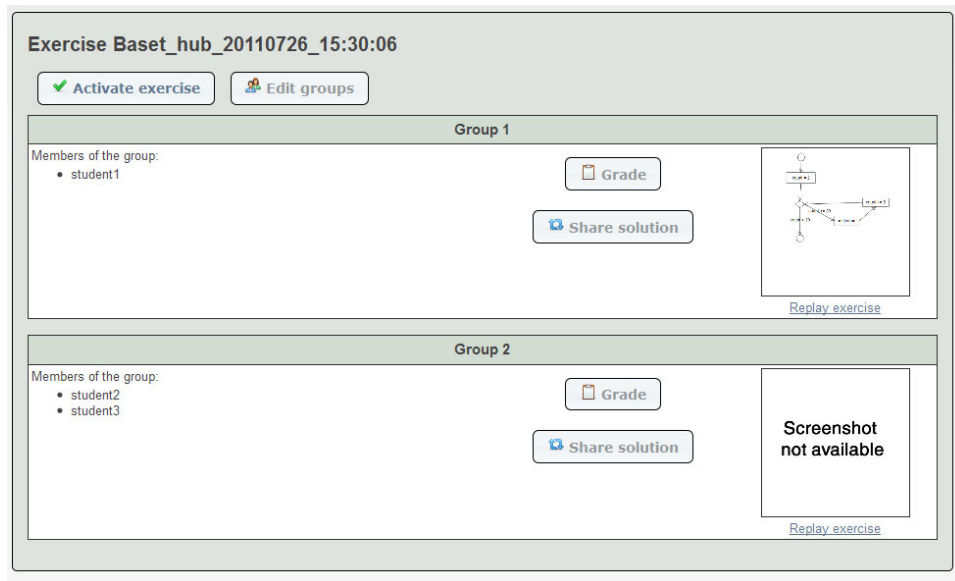 Exercise Baset_hub_20110726_15:30:06
Activate exercise Edit groups
Group 1
Members of the group:
student1
Grade
Share solution
Replay exercise
Group 2
Members of the group:
student2
student3
Grade
Share solution
Screenshot
not available
Replay exercise